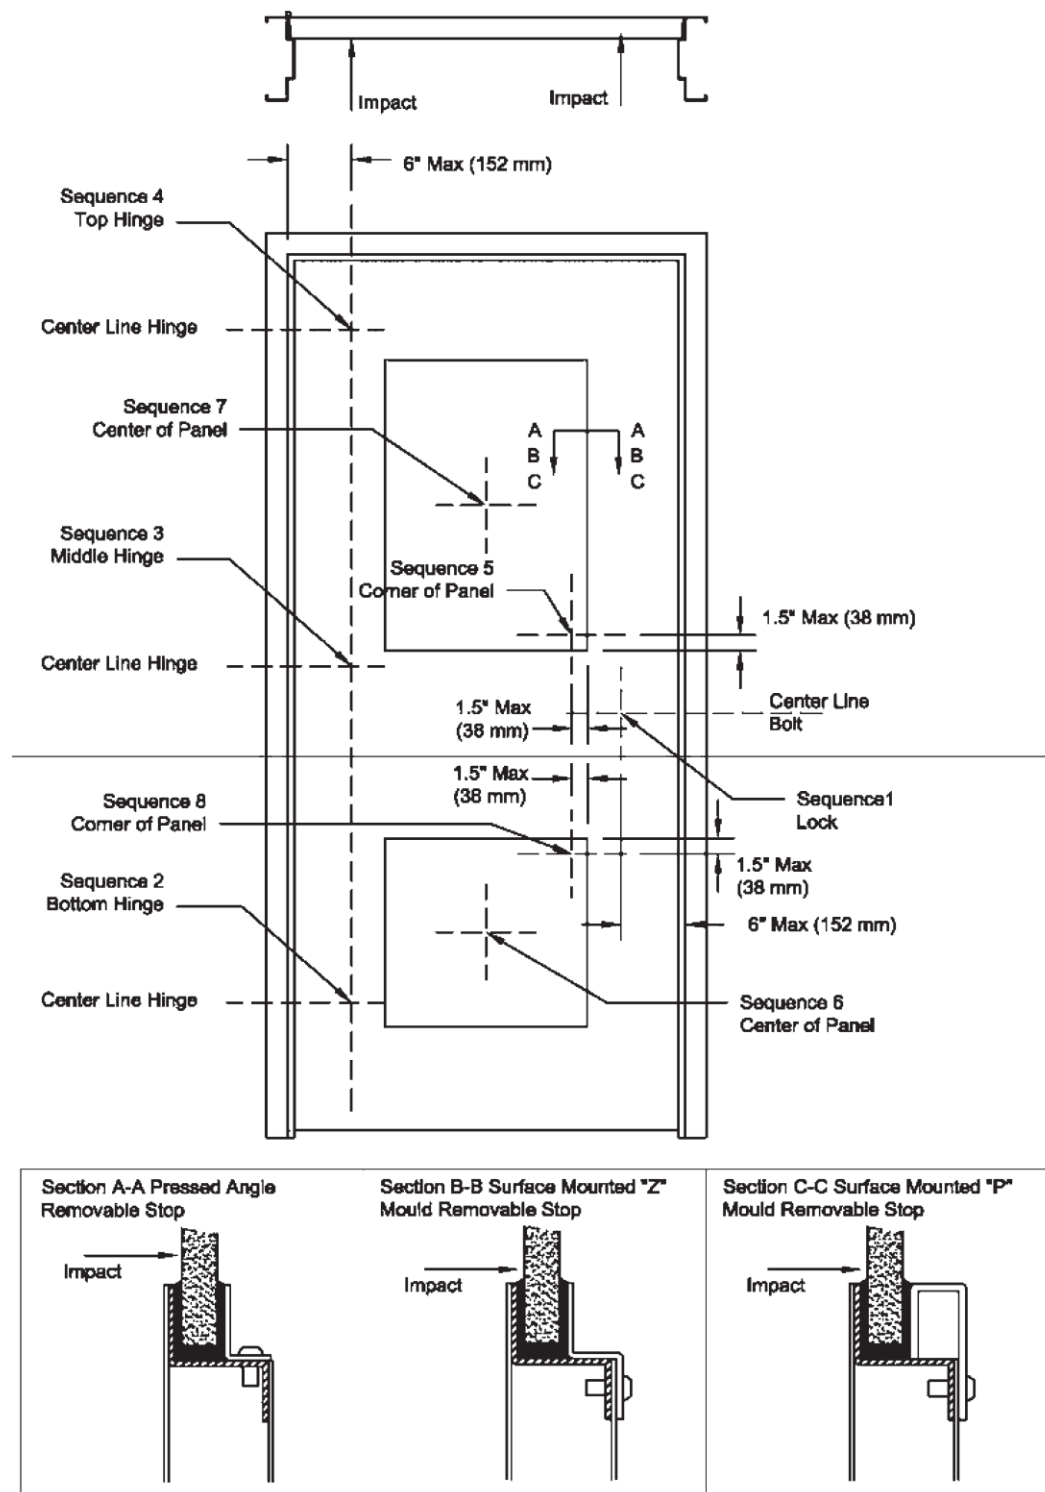 Impact
Impact
6" Max (152 mm)
Sequence 4
Top Hinge
Center Line Hinge
Sequence 7
Center of Panel
A
A
B
B
C
C
Sequence 3
Middle Hinge
Sequence 5
Corner of Panel
1.5" Max (38 mm)
Center Line Hinge
1.5" Max
(38 mm)
Center Line
Bolt
1.5" Max
(38 mm)
Sequence 8
Corner of Panel
Sequence1
Lock
1.5" Max
(38 mm)
Sequence 2
Bottom Hinge
6" Max (152 mm)
Center Line Hinge
Sequence 6
Center of Panel
Section A-A Pressed Angle
Removable Stop
Impact
Section B-B Surface Mounted "Z"
Mould Removable Stop
Impact
Section C-C Surface Mounted "P"
Mould Removable Stop
Impact